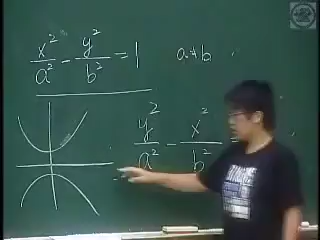 x²/a² - y²/b² = 1
y²/a² - x²/b²